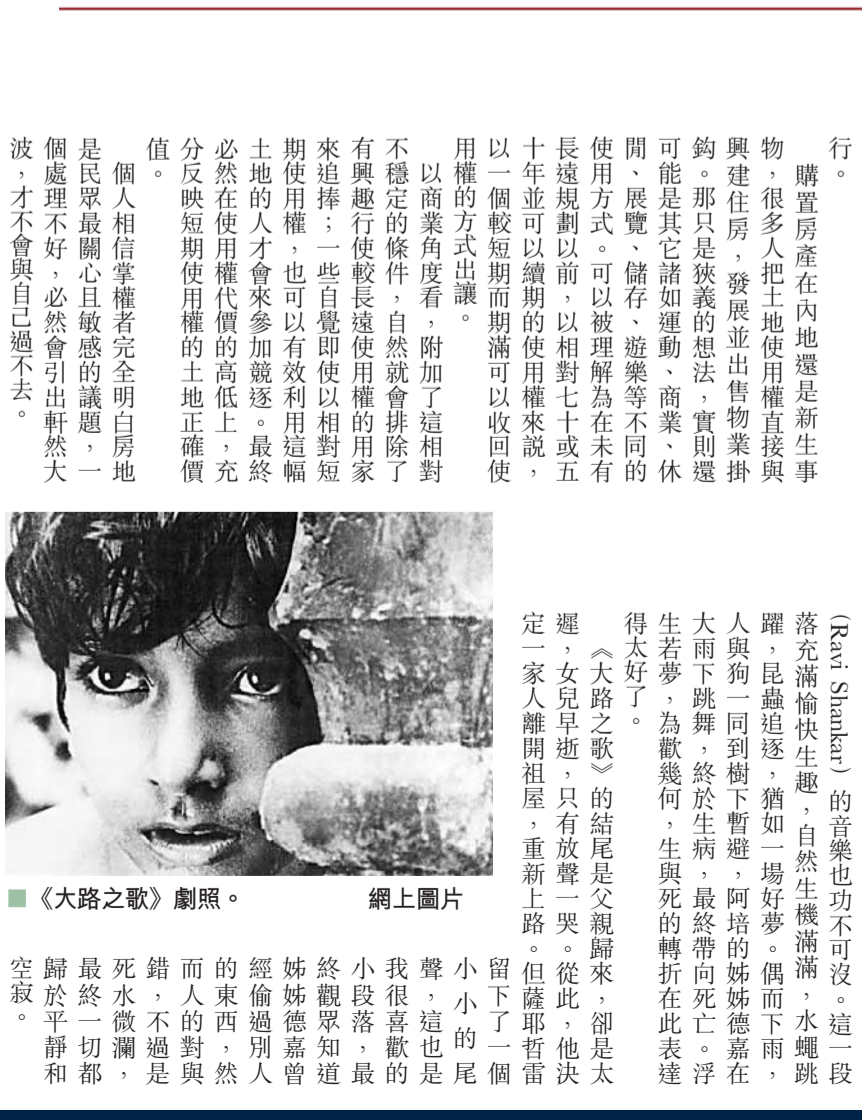 行。
購置房產在內地還是新生事
物，很多人把土地使用權直接與
興建住房，發展並出售物業掛
鈎。那只是狹義的想法，實則還
可能是其它諸如運動、商業、休
閒、展覽、儲存、遊樂等不同的
使用方式。可以被理解為在未有
長遠規劃以前，以相對七十或五
十年並可以續期的使用權來説，
以一個較短期而期滿可以收回使
用權的方式出讓。
以商業角度看，附加了這相對
不穩定的條件，自然就會排除了
有興趣行使較長遠使用權的用家
來追捧；一些自覺即使以相對短
期使用權，也可以有效利用這幅
土地的人才會來參加競逐。最終
必然在使用權代價的高低上，充
分反映短期使用權的土地正確價
值。
個人相信掌權者完全明白房地
是民眾最關心且敏感的議題，一
個處理不好，必然會引出軒然大
波，才不會與自己過不去。
（Ravi Shankar）的音樂也功不可沒。這一段
落充滿愉快生趣，自然生機滿滿，水蠅跳
躍，昆蟲追逐，猶如一場好夢。偶而下雨，
人與狗一同到樹下暫避，阿培的姊姊德嘉在
大雨下跳舞，終於生病，最終帶向死亡。浮
生若夢，為歡幾何，生與死的轉折在此表達
得太好了。
《大路之歌》的結尾是父親歸來，卻是太
遲，女兒早逝，只有放聲一哭。從此，他決
定一家人離開祖屋，重新上路。但薩耶哲雷
留下了一個
小小的尾
聲，這也是
我很喜歡的
小段落，最
終觀眾知道
姊姊德嘉曾
經偷過別人
的東西，然
而人的對與
錯，不過是
死水微瀾，
最終一切都
歸於平靜和
空寂。
■《大路之歌》劇照。 網上圖片